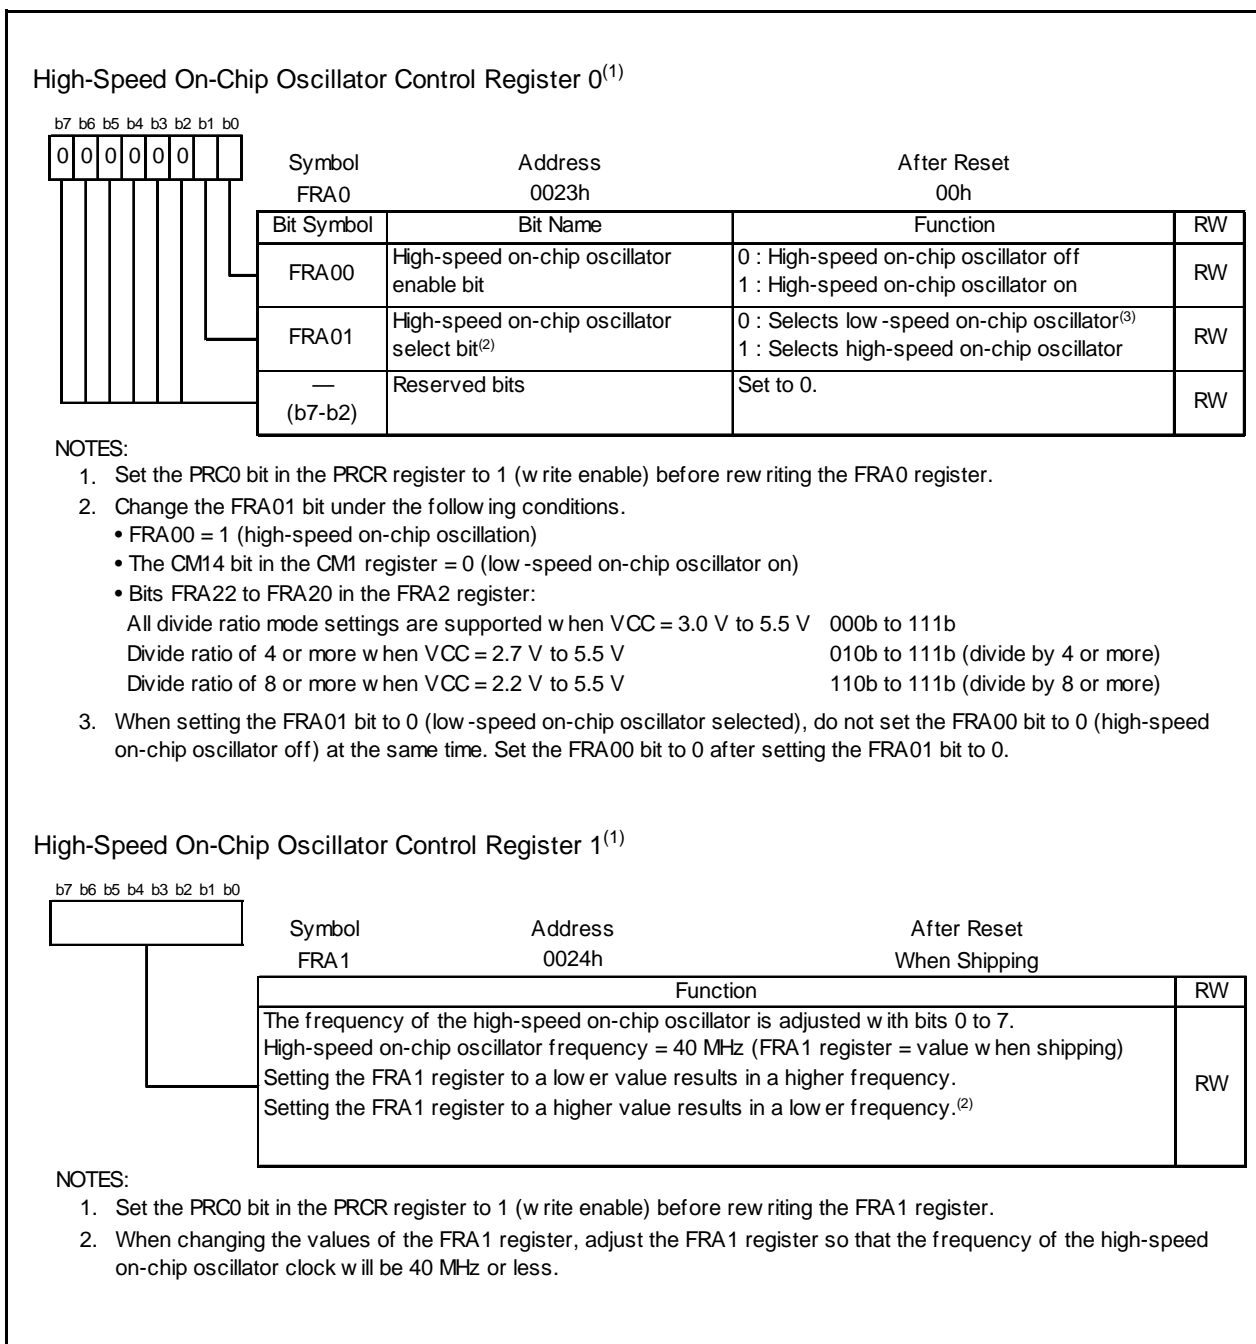 High-Speed On-Chip Oscillator Control Register 0(1)
b7 b6 b5 b4 b3 b2 b1 b0
0 0 0 0 0 0
Symbol Address After Reset
FRA0 0023h 00h
Bit Symbol Bit Name Function RW
FRA00 High-speed on-chip oscillator enable bit 0 : High-speed on-chip oscillator off RW
1 : High-speed on-chip oscillator on
FRA01 High-speed on-chip oscillator select bit(2) 0 : Selects low-speed on-chip oscillator(3) RW
1 : Selects high-speed on-chip oscillator
— (b7-b2) Reserved bits Set to 0. RW
NOTES:
1. Set the PRC0 bit in the PRCR register to 1 (write enable) before rewriting the FRA0 register.
2. Change the FRA01 bit under the following conditions.
• FRA00 = 1 (high-speed on-chip oscillation)
• The CM14 bit in the CM1 register = 0 (low-speed on-chip oscillator on)
• Bits FRA22 to FRA20 in the FRA2 register:
All divide ratio mode settings are supported when VCC = 3.0 V to 5.5 V 000b to 111b
Divide ratio of 4 or more when VCC = 2.7 V to 5.5 V 010b to 111b (divide by 4 or more)
Divide ratio of 8 or more when VCC = 2.2 V to 5.5 V 110b to 111b (divide by 8 or more)
3. When setting the FRA01 bit to 0 (low-speed on-chip oscillator selected), do not set the FRA00 bit to 0 (high-speed
on-chip oscillator off) at the same time. Set the FRA00 bit to 0 after setting the FRA01 bit to 0.
High-Speed On-Chip Oscillator Control Register 1(1)
b7 b6 b5 b4 b3 b2 b1 b0
Symbol Address After Reset
FRA1 0024h When Shipping
Function RW
The frequency of the high-speed on-chip oscillator is adjusted with bits 0 to 7.
High-speed on-chip oscillator frequency = 40 MHz (FRA1 register = value when shipping)
Setting the FRA1 register to a lower value results in a higher frequency.
Setting the FRA1 register to a higher value results in a lower frequency.(2)
RW
NOTES:
1. Set the PRC0 bit in the PRCR register to 1 (write enable) before rewriting the FRA1 register.
2. When changing the values of the FRA1 register, adjust the FRA1 register so that the frequency of the high-speed
on-chip oscillator clock will be 40 MHz or less.